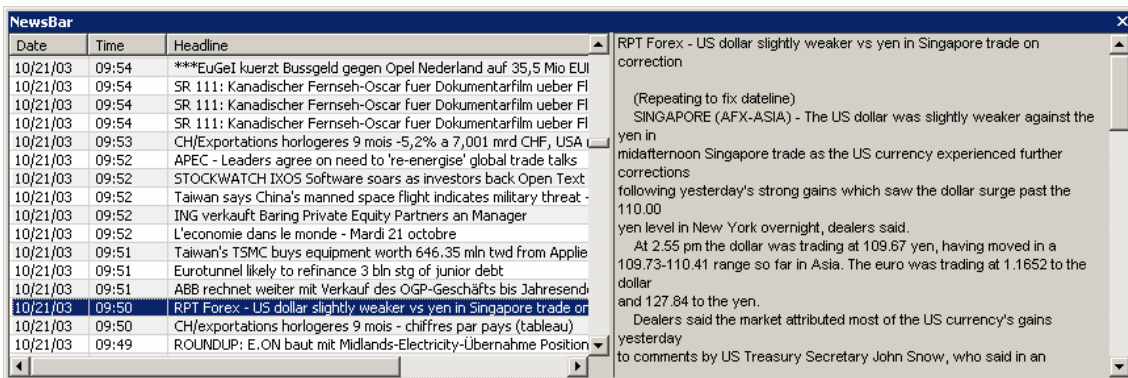 NewsBar
Date Time Headline
10/21/03 09:54 ***EuGeI kuerzt Bussgeld gegen Opel Nederland auf 35,5 Mio EUI
10/21/03 09:54 SR 111: Kanadischer Fernseh-Oscar fuer Dokumentarfilm ueber Fl
10/21/03 09:54 SR 111: Kanadischer Fernseh-Oscar fuer Dokumentarfilm ueber Fl
10/21/03 09:54 SR 111: Kanadischer Fernseh-Oscar fuer Dokumentarfilm ueber Fl
10/21/03 09:53 CH/Exportations horlogeres 9 mois -5,2% a 7,001 mrd CHF, USA
10/21/03 09:52 APEC - Leaders agree on need to 're-energise' global trade talks
10/21/03 09:52 STOCKWATCH IXOS Software soars as investors back Open Text
10/21/03 09:52 Taiwan says China's manned space flight indicates military threat -
10/21/03 09:52 ING verkauft Baring Private Equity Partners an Manager
10/21/03 09:52 L'economie dans le monde - Mardi 21 octobre
10/21/03 09:51 Taiwan's TSMC buys equipment worth 646.35 mln twd from Applie
10/21/03 09:51 Eurotunnel likely to refinance 3 bln stg of junior debt
10/21/03 09:51 ABB rechnet weiter mit Verkauf des OGP-Geschäfts bis Jahresend
10/21/03 09:50 RPT Forex - US dollar slightly weaker vs yen in Singapore trade on
10/21/03 09:50 CH/exportations horlogeres 9 mois - chiffres par pays (tableau)
10/21/03 09:49 ROUNDUP: E.ON baut mit Midlands-Electricity-Übernahme Position
RPT Forex - US dollar slightly weaker vs yen in Singapore trade on
correction
(Repeating to fix dateline)
SINGAPORE (AFX-ASIA) - The US dollar was slightly weaker against the
yen in
midafternoon Singapore trade as the US currency experienced further
corrections
following yesterday's strong gains which saw the dollar surge past the
110.00
yen level in New York overnight, dealers said.
At 2.55 pm the dollar was trading at 109.67 yen, having moved in a
109.73-110.41 range so far in Asia. The euro was trading at 1.1652 to the
dollar
and 127.84 to the yen.
Dealers said the market attributed most of the US currency's gains
yesterday
to comments by US Treasury Secretary John Snow, who said in an